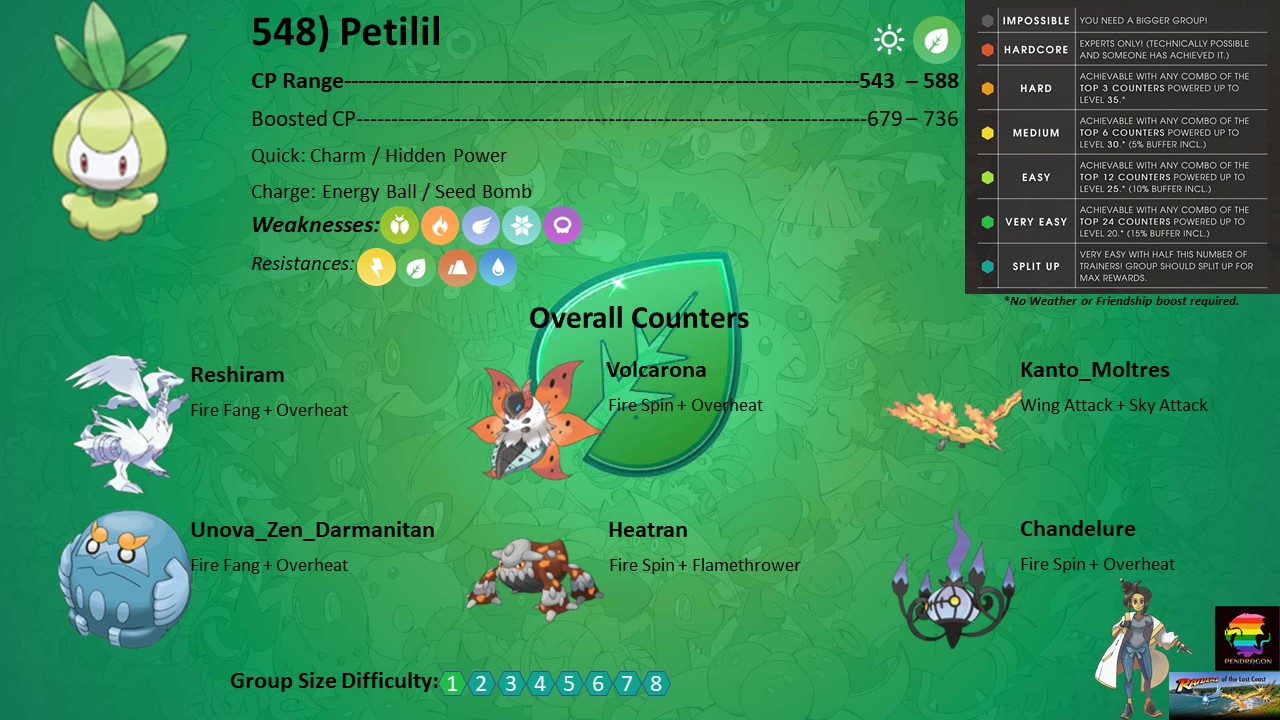 548) Petilil
CP Range-----------------------------------------------------------543 – 588
Boosted CP----------------------------------------------------------679 – 736
Quick: Charm / Hidden Power
Charge: Energy Ball / Seed Bomb
Weaknesses:
Resistances:
IMPOSSIBLE YOU NEED A BIGGER GROUP!
HARDCORE EXPERTS ONLY! (TECHNICALLY POSSIBLE
AND SOMEONE HAS ACHIEVED IT.)
HARD ACHIEVABLE WITH ANY COMBO OF THE
TOP 3 COUNTERS POWERED UP TO
LEVEL 35.*
MEDIUM ACHIEVABLE WITH ANY COMBO OF THE
TOP 6 COUNTERS POWERED UP TO
LEVEL 30.* (5% BUFFER INCL.)
EASY ACHIEVABLE WITH ANY COMBO OF THE
TOP 12 COUNTERS POWERED UP TO
LEVEL 25.* (10% BUFFER INCL.)
VERY EASY ACHIEVABLE WITH ANY COMBO OF THE
TOP 24 COUNTERS POWERED UP TO
LEVEL 20.* (15% BUFFER INCL.)
SPLIT UP VERY EASY WITH HALF THIS NUMBER OF
TRAINERS! GROUP SHOULD SPLIT UP FOR
MAX REWARDS.
*No Weather or Friendship boost required.
Overall Counters
Reshiram
Fire Fang + Overheat
Volcarona
Fire Spin + Overheat
Kanto_Moltres
Wing Attack + Sky Attack
Unova_Zen_Darmanitan
Fire Fang + Overheat
Heatran
Fire Spin + Flamethrower
Chandelure
Fire Spin + Overheat
Group Size Difficulty: 1 2 3 4 5 6 7 8
PENDRAGON
RAIDERS of the Lost Coast